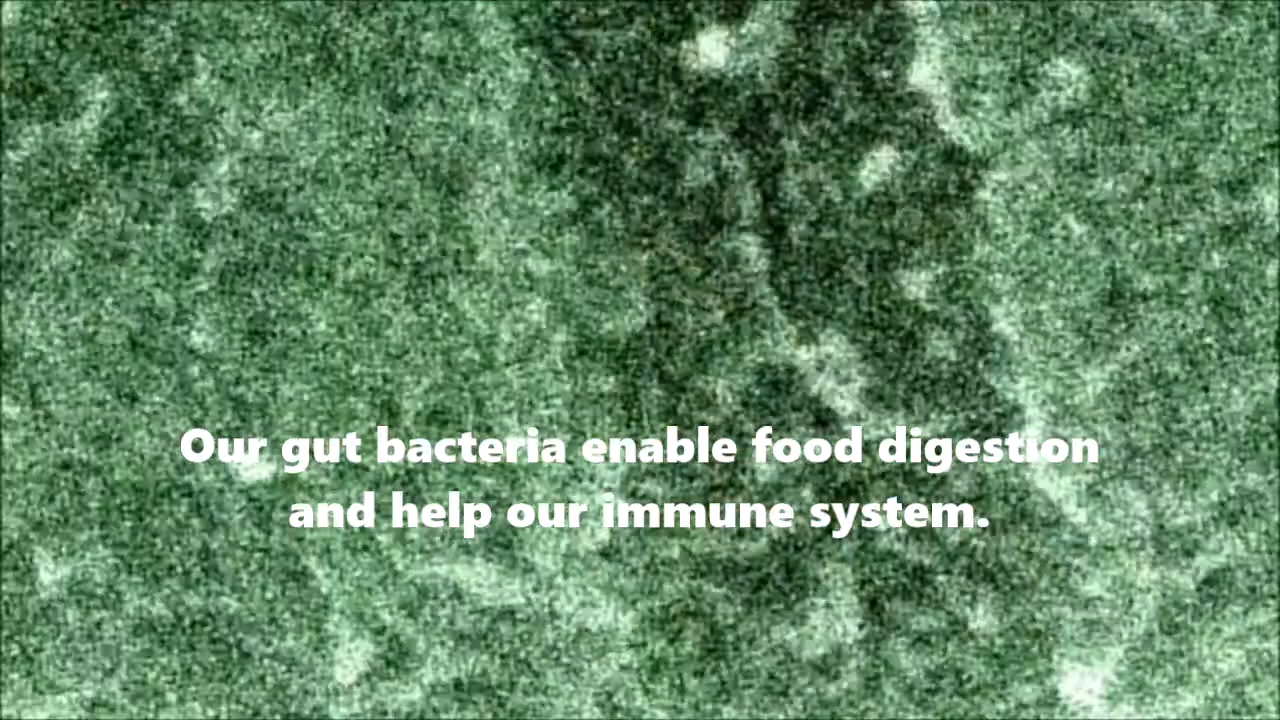 Our gut bacteria enable food digestion
and help our immune system.